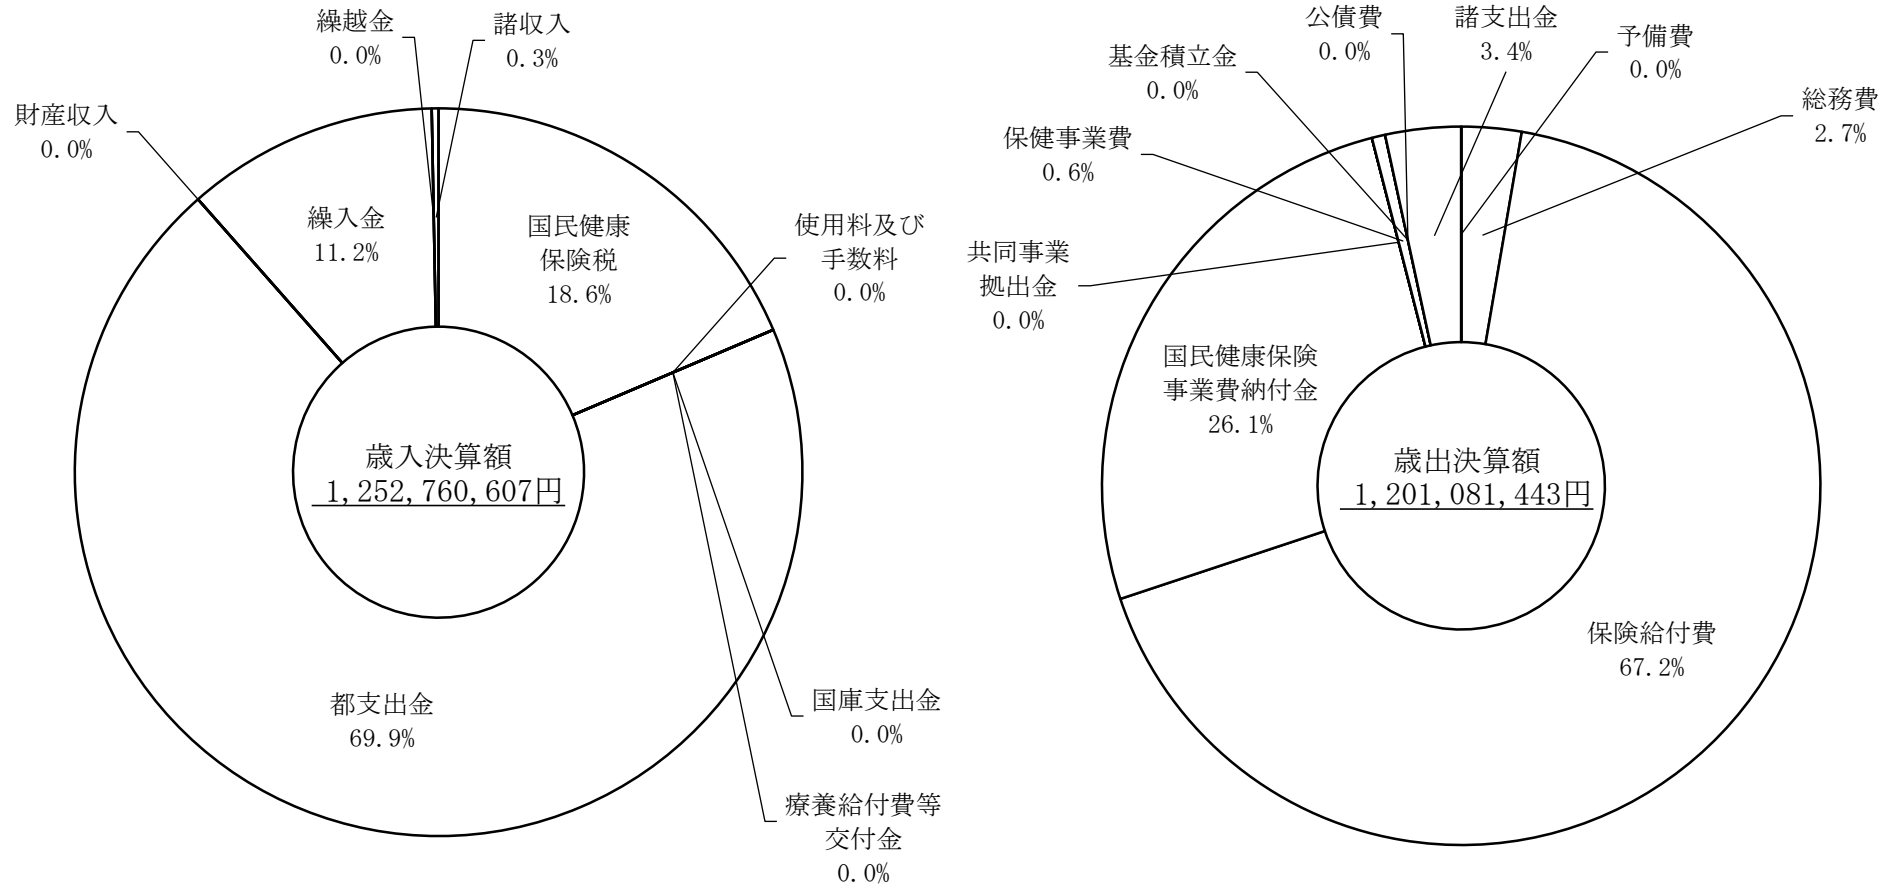 繰越金
0.0%
諸収入
0.3%
財産収入
0.0%
繰入金
11.2%
国民健康
保険税
18.6%
使用料及び
手数料
0.0%
歳入決算額
1,252,760,607円
都支出金
69.9%
国庫支出金
0.0%
療養給付費等
交付金
0.0%
公債費
0.0%
諸支出金
3.4%
予備費
0.0%
基金積立金
0.0%
総務費
2.7%
保健事業費
0.6%
共同事業
拠出金
0.0%
国民健康保険
事業費納付金
26.1%
歳出決算額
1,201,081,443円
保険給付費
67.2%